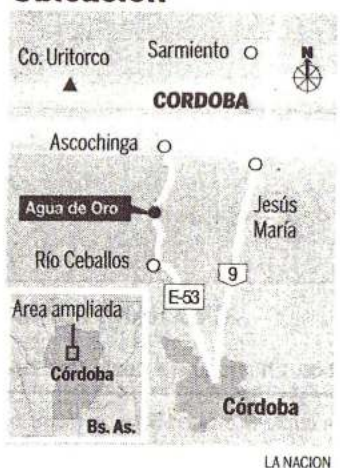 Ubicación
Co. Uritorco
Sarmiento
N
CORDOBA
Ascochinga
Agua de Oro
Jesús
María
Río Ceballos
9
E-53
Area ampliada
Córdoba
Bs. As.
Córdoba
LA NACION